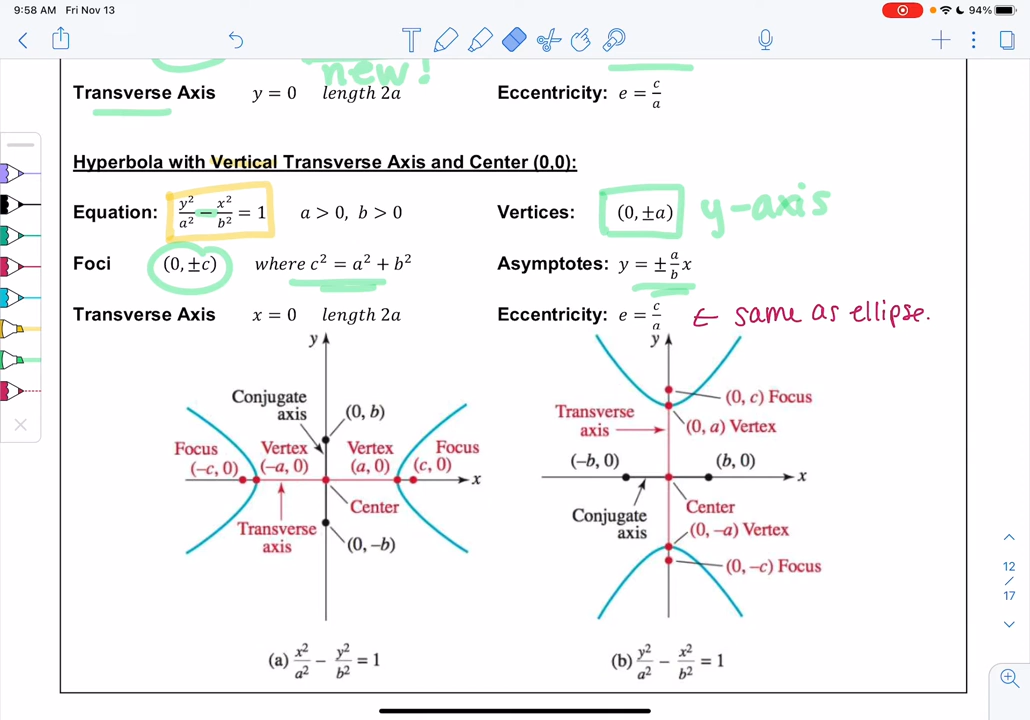 9:58 AM Fri Nov 13
94%
T
new!
Transverse Axis y = 0 length 2a Eccentricity: e = c/a
Hyperbola with Vertical Transverse Axis and Center (0,0):
Equation: y²/a² − x²/b² = 1 a > 0, b > 0 Vertices: (0, ±a) y-axis
Foci (0, ±c) where c² = a² + b² Asymptotes: y = ± a/b x
Transverse Axis x = 0 length 2a Eccentricity: e = c/a ← same as ellipse.
y
Conjugate
axis
(0, b)
Focus
(−c, 0)
Vertex
(−a, 0)
Vertex
(a, 0)
Focus
(c, 0)
x
Center
Transverse
axis
(0, −b)
(a) x²/a² − y²/b² = 1
y
(0, c) Focus
Transverse
axis
(0, a) Vertex
(−b, 0)
(b, 0)
x
Conjugate
axis
Center
(0, −a) Vertex
(0, −c) Focus
(b) y²/a² − x²/b² = 1
12
/
17